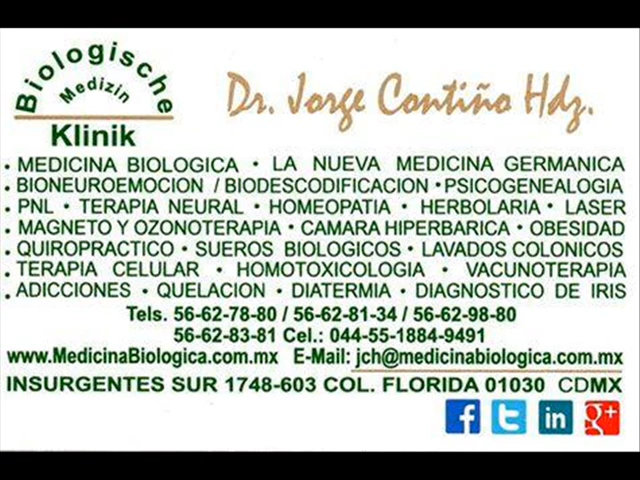 Biologische
Medizin
Klinik
Dr. Jorge Contiño Hdz.
• MEDICINA BIOLOGICA • LA NUEVA MEDICINA GERMANICA
• BIONEUROEMOCION / BIODESCODIFICACION • PSICOGENEALOGIA
• PNL • TERAPIA NEURAL • HOMEOPATIA • HERBOLARIA • LASER
• MAGNETO Y OZONOTERAPIA • CAMARA HIPERBARICA • OBESIDAD
• QUIROPRACTICO • SUEROS BIOLOGICOS • LAVADOS COLONICOS
• TERAPIA CELULAR • HOMOTOXICOLOGIA • VACUNOTERAPIA
• ADICCIONES • QUELACION • DIATERMIA • DIAGNOSTICO DE IRIS
Tels. 56-62-78-80 / 56-62-81-34 / 56-62-98-80
56-62-83-81 Cel.: 044-55-1884-9491
www.MedicinaBiologica.com.mx E-Mail: jch@medicinabiologica.com.mx
INSURGENTES SUR 1748-603 COL. FLORIDA 01030 CDMX
f t in g+